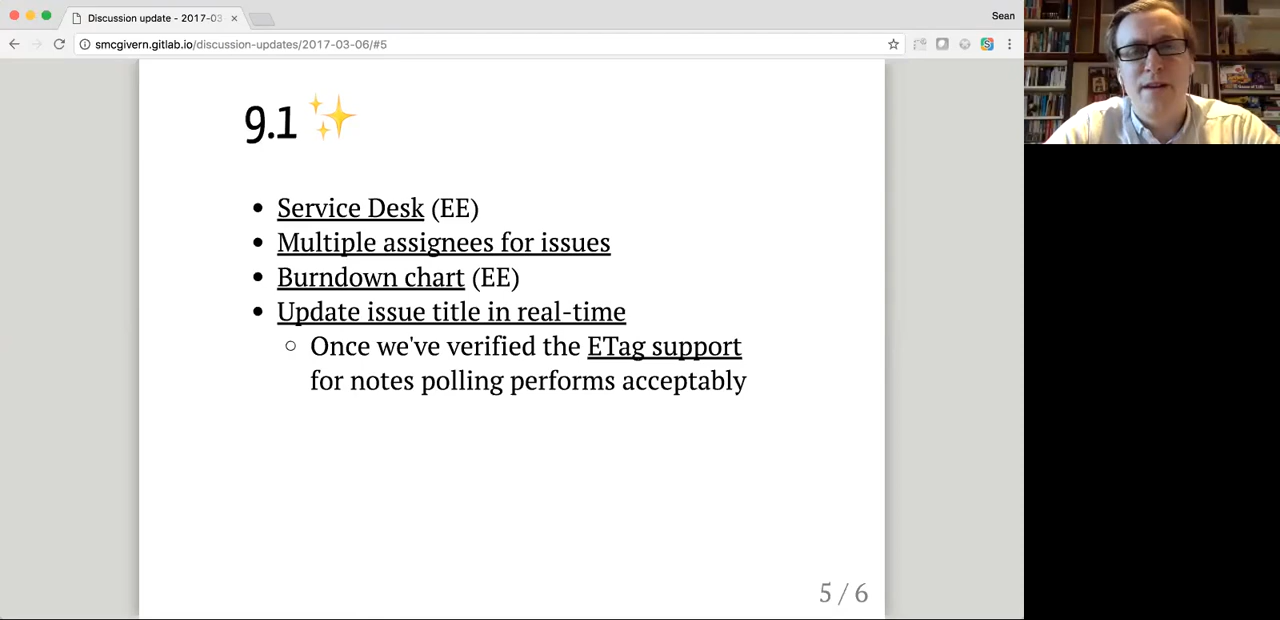 Discussion update - 2017-03
Sean
smcgivern.gitlab.io/discussion-updates/2017-03-06/#5
9.1
Service Desk (EE)
Multiple assignees for issues
Burndown chart (EE)
Update issue title in real-time
Once we've verified the ETag support
for notes polling performs acceptably
5 / 6